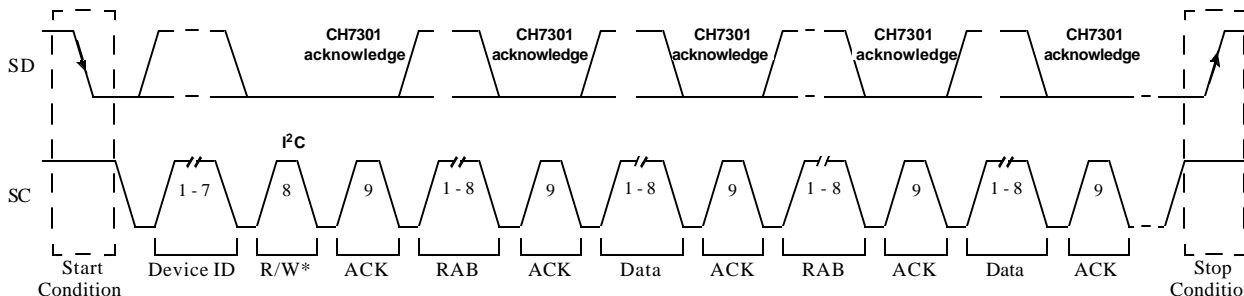 CH7301 acknowledge
CH7301 acknowledge
CH7301 acknowledge
CH7301 acknowledge
CH7301 acknowledge
SD
I²C
SC
1 - 7
8
9
1 - 8
9
1 - 8
9
1 - 8
9
1 - 8
9
Start Condition
Device ID
R/W*
ACK
RAB
ACK
Data
ACK
RAB
ACK
Data
ACK
Stop Condition